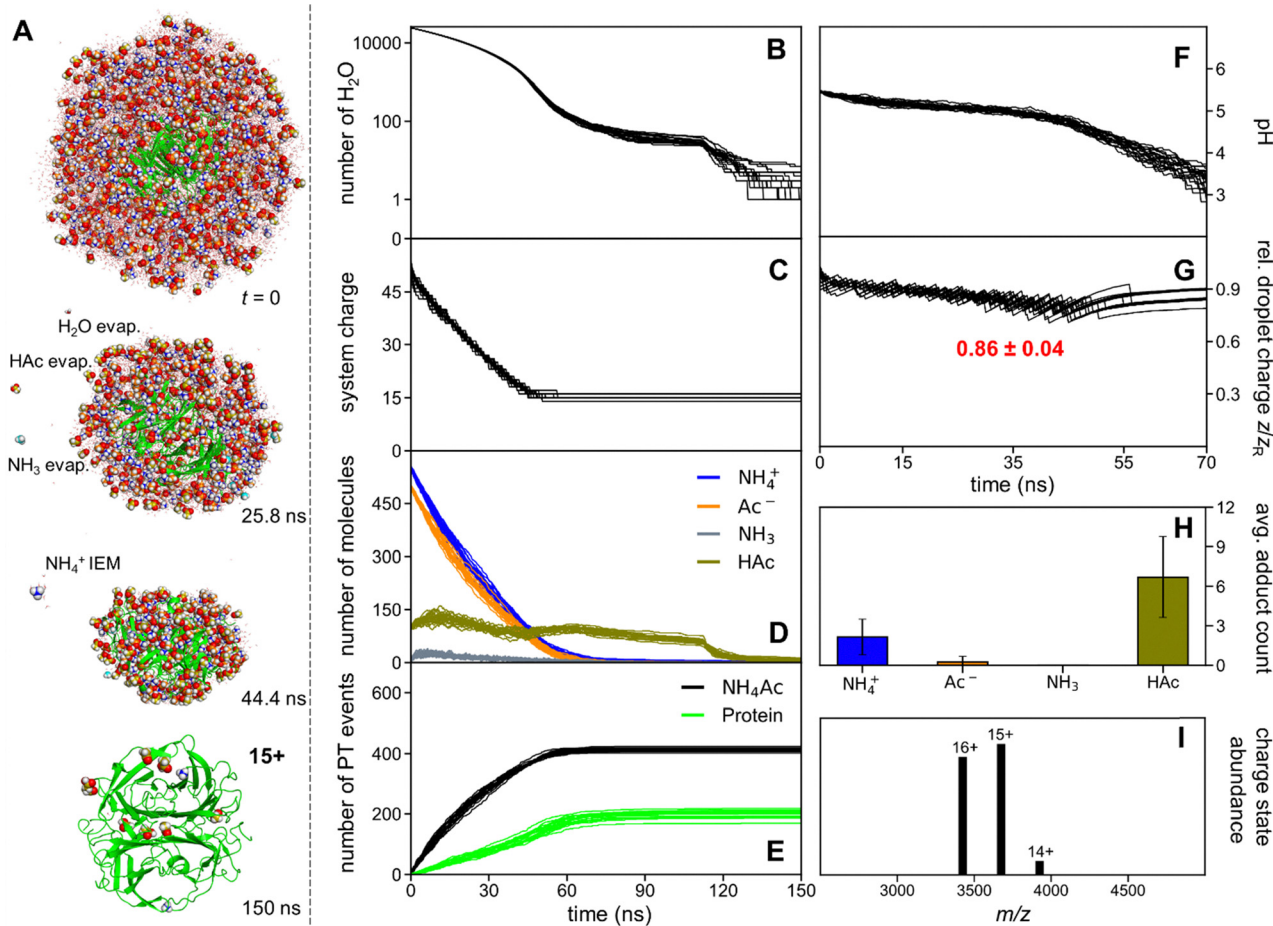 A
t = 0
H₂O evap.
HAc evap.
NH₃ evap.
25.8 ns
NH₄⁺ IEM
44.4 ns
15+
150 ns
B
number of H₂O
10000
100
1
0
C
system charge
45
30
15
0
D
number of molecules
450
300
150
0
NH₄⁺
Ac⁻
NH₃
HAc
E
number of PT events
600
400
200
0
NH₄Ac
Protein
0 30 60 90 120 150
time (ns)
F
pH
6
5
4
3
G
rel. droplet charge z/zR
0.9
0.6
0.3
0.86 ± 0.04
0 15 35 55 70
time (ns)
H
avg. adduct count
12
9
6
3
0
NH₄⁺ Ac⁻ NH₃ HAc
I
charge state
abundance
16+ 15+
14+
3000 3500 4000 4500
m/z